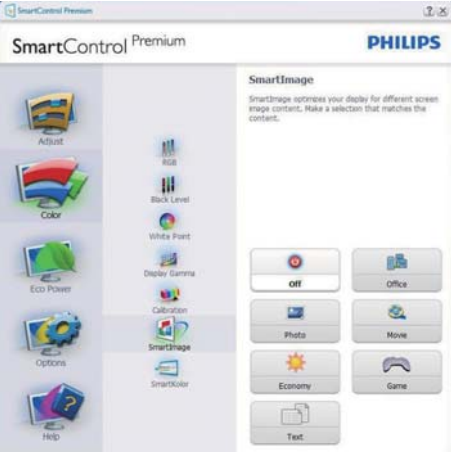 SmartControl Premium
SmartControl Premium
PHILIPS
Adjust
Color
Eco Power
Options
Help
RGB
Black Level
White Point
Display Gamma
Calibration
SmartImage
SmartKolor
SmartImage
SmartImage optimizes your display for different screen
image content. Make a selection that matches the
content.
Off
Office
Photo
Movie
Economy
Game
Text